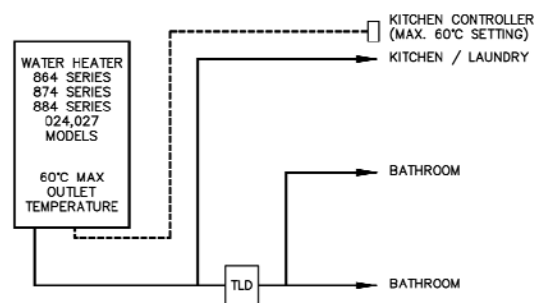 KITCHEN CONTROLLER
(MAX. 60°C SETTING)
KITCHEN / LAUNDRY
WATER HEATER
864 SERIES
874 SERIES
884 SERIES
024,027
MODELS
60°C MAX
OUTLET
TEMPERATURE
BATHROOM
TLD
BATHROOM